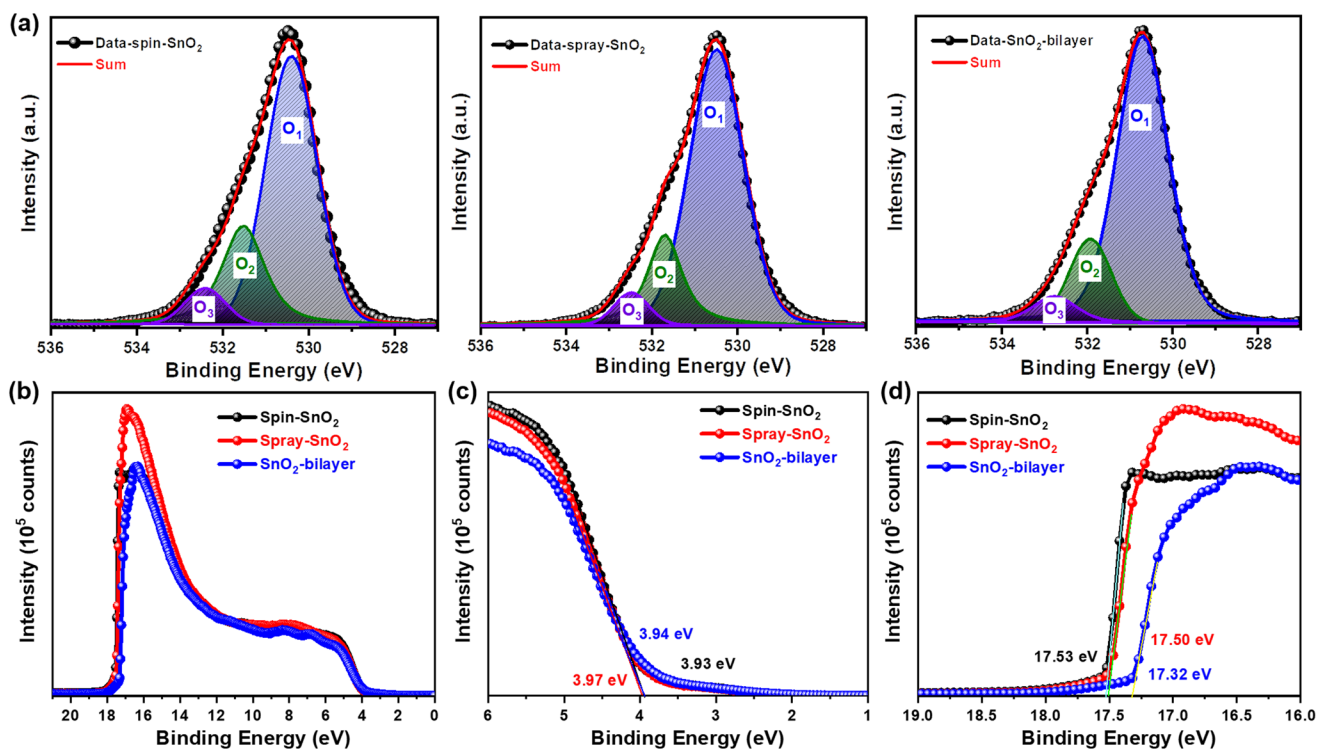 (a)
Data-spin-SnO₂
Sum
O₁
O₂
O₃
Intensity (a.u.)
536 534 532 530 528
Binding Energy (eV)
Data-spray-SnO₂
Sum
O₁
O₂
O₃
Intensity (a.u.)
536 534 532 530 528
Binding Energy (eV)
Data-SnO₂-bilayer
Sum
O₁
O₂
O₃
Intensity (a.u.)
536 534 532 530 528
Binding Energy (eV)
(b)
Spin-SnO₂
Spray-SnO₂
SnO₂-bilayer
Intensity (10⁵ counts)
20 18 16 14 12 10 8 6 4 2 0
Binding Energy (eV)
(c)
Spin-SnO₂
Spray-SnO₂
SnO₂-bilayer
3.94 eV
3.93 eV
3.97 eV
Intensity (10⁵ counts)
6 5 4 3 2 1
Binding Energy (eV)
(d)
Spin-SnO₂
Spray-SnO₂
SnO₂-bilayer
17.53 eV
17.50 eV
17.32 eV
Intensity (10⁵ counts)
19.0 18.5 18.0 17.5 17.0 16.5 16.0
Binding Energy (eV)